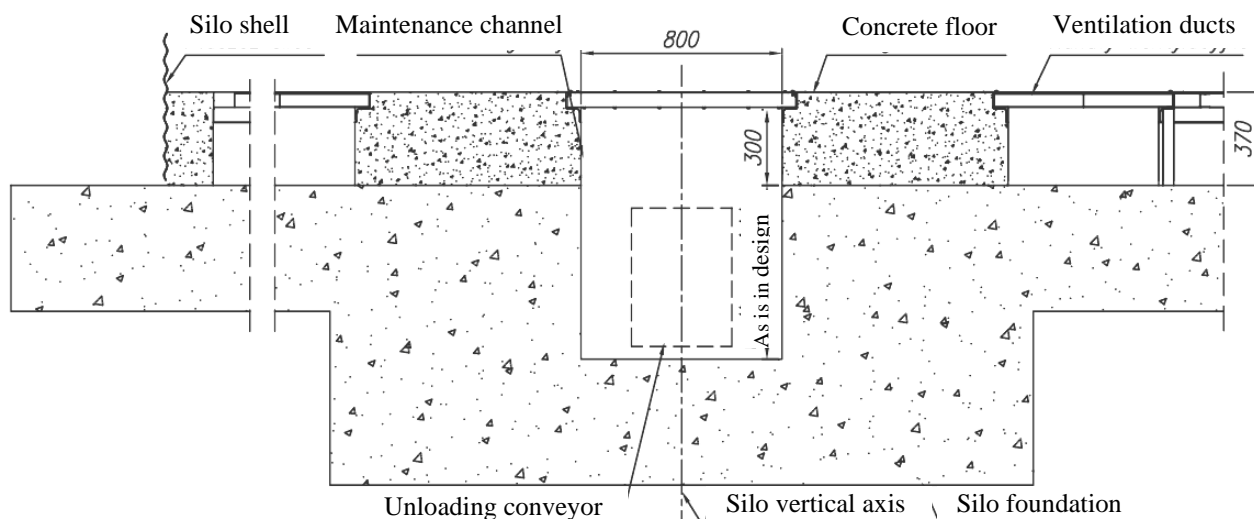 Silo shell
Maintenance channel
800
Concrete floor
Ventilation ducts
300
370
As is in design
Unloading conveyor
Silo vertical axis
Silo foundation